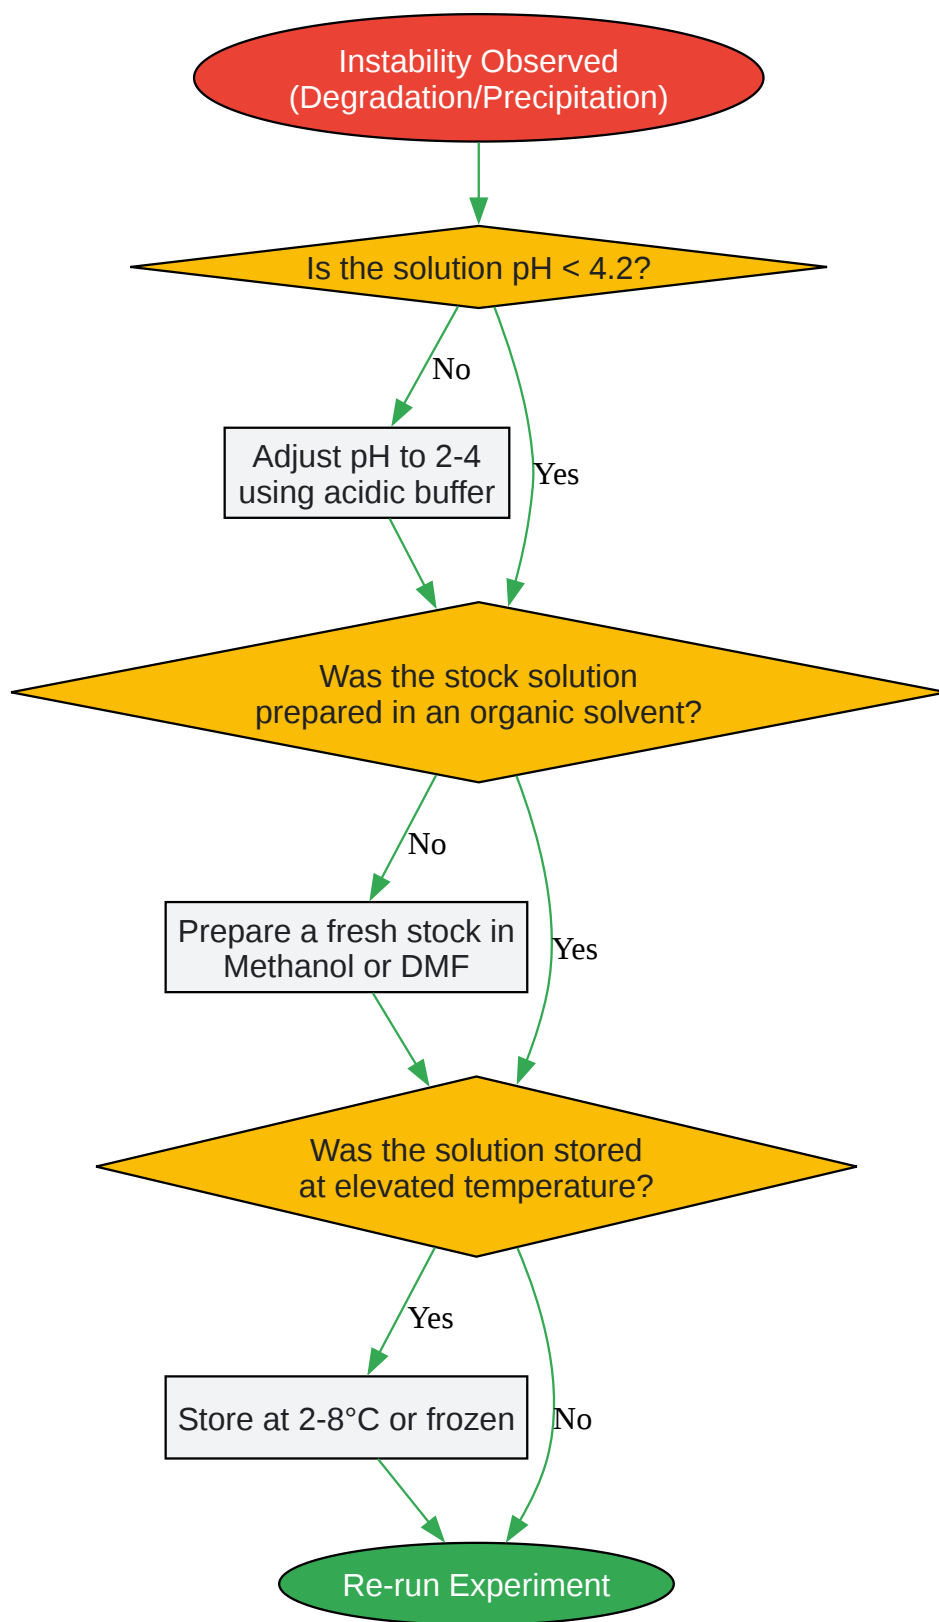 Instability Observed
(Degradation/Precipitation)
Is the solution pH < 4.2?
No
Adjust pH to 2-4
using acidic buffer
Yes
Was the stock solution
prepared in an organic solvent?
No
Prepare a fresh stock in
Methanol or DMF
Yes
Was the solution stored
at elevated temperature?
Yes
Store at 2-8°C or frozen
No
Re-run Experiment